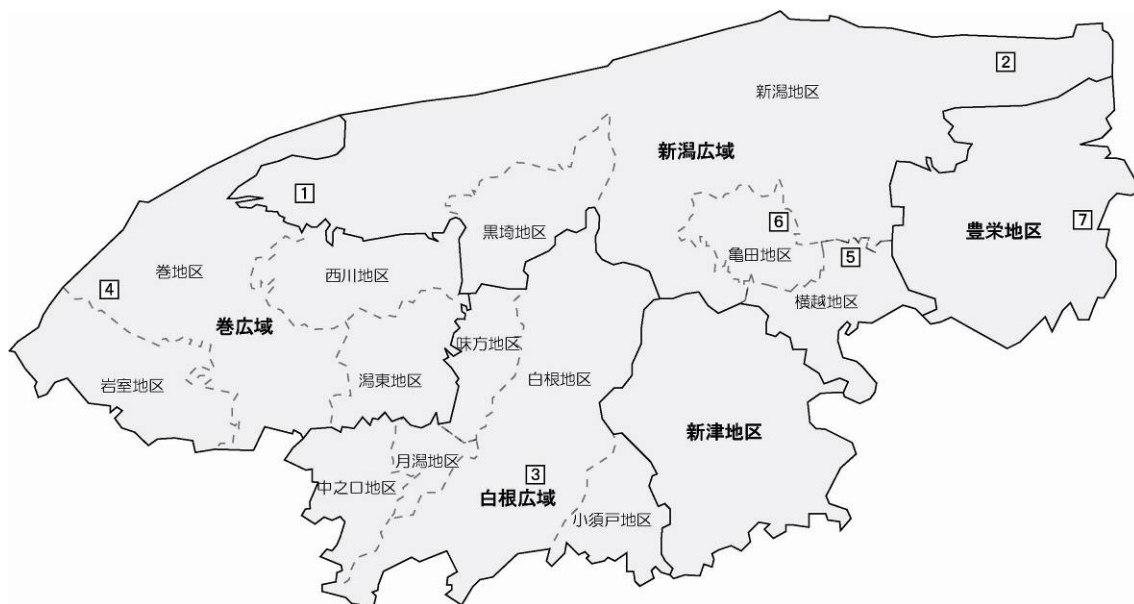 2
新潟地区
新潟広域
1
6
7
黒埼地区
豊栄地区
亀田地区
5
巻地区
西川地区
4
横越地区
巻広域
味方地区
岩室地区
潟東地区
白根地区
新津地区
月潟地区
3
中之口地区
白根広域
小須戸地区